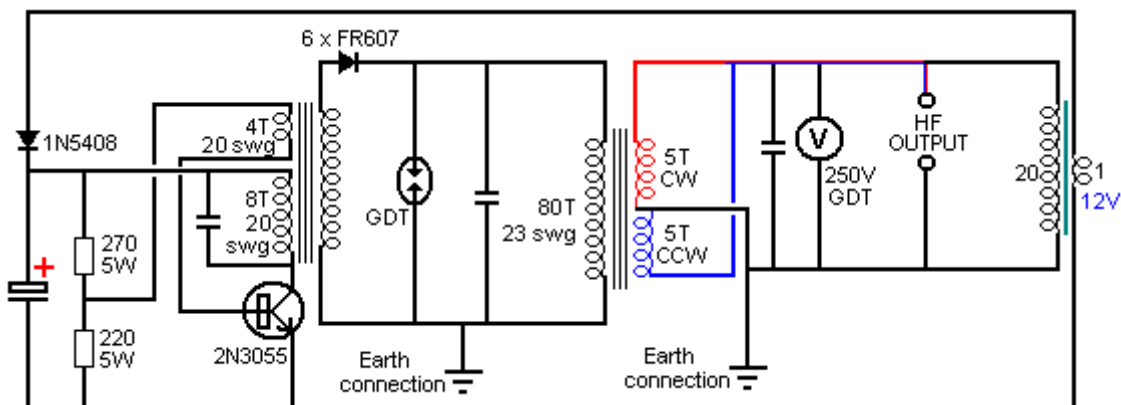 6 x FR607
1N5408
4T
20 swg
8T
20
swg
270
5W
220
5W
+
2N3055
GDT
Earth
connection
80T
23 swg
5T
CW
5T
CCW
Earth
connection
V
250V
GDT
HF
OUTPUT
20
1
12V